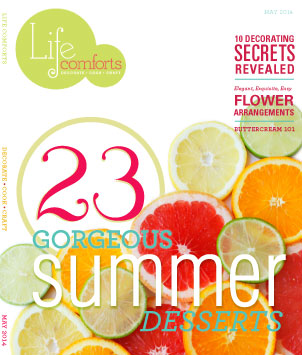 LIFE COMFORTS
DECORATE • COOK • CRAFT
MAY 2014
Life
comforts
DECORATE • COOK • CRAFT
MAY 2014
10 DECORATING
SECRETS
REVEALED
Elegant, Exquisite, Easy
FLOWER
ARRANGEMENTS
BUTTERCREAM 101
23
GORGEOUS
summer
DESSERTS